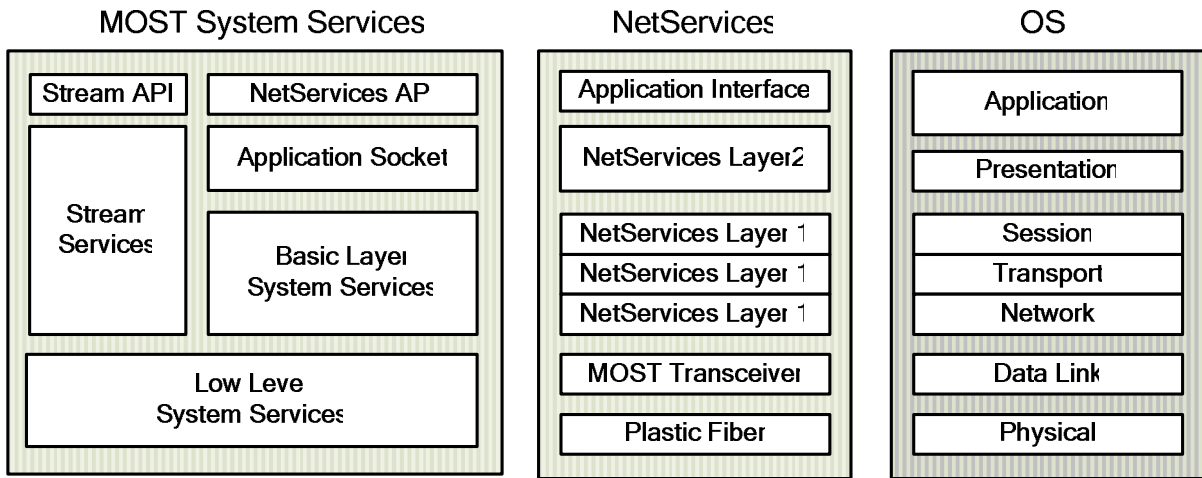 MOST System Services
NetServices
OS
Stream API
NetServices AP
Application Socket
Stream
Services
Basic Layer
System Services
Low Leve
System Services
Application Interface
NetServices Layer2
NetServices Layer 1
NetServices Layer 1
NetServices Layer 1
MOST Transceiver
Plastic Fiber
Application
Presentation
Session
Transport
Network
Data Link
Physical